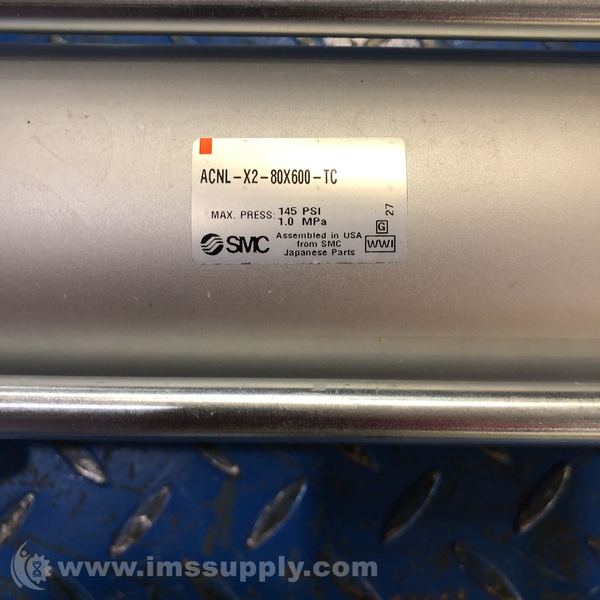 ACNL-X2-80X600-TC
MAX. PRESS: 145 PSI
1.0 MPa
SMC
Assembled in USA
from SMC
Japanese Parts
27
G
WWI
www.imssupply.com